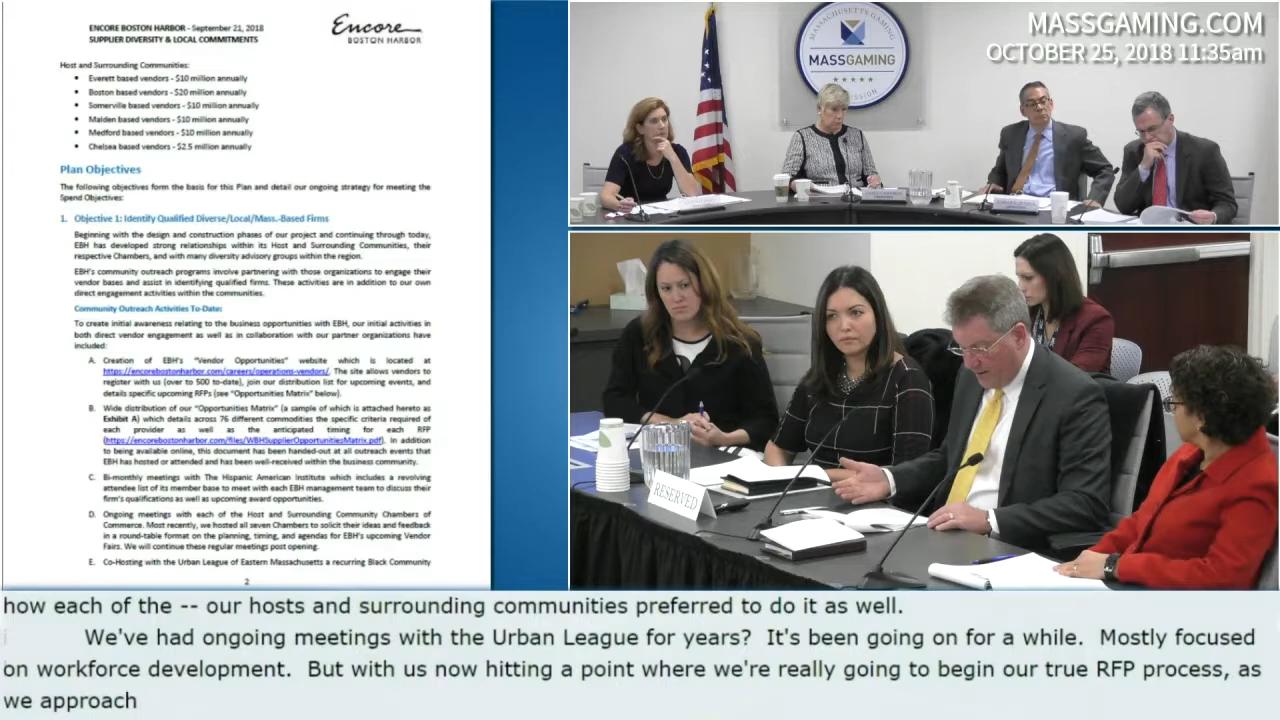 ENCORE BOSTON HARBOR - September 21, 2018
SUPPLIER DIVERSITY & LOCAL COMMITMENTS
Encore
BOSTON HARBOR
Host and Surrounding Communities:
• Everett based vendors - $10 million annually
• Boston based vendors - $20 million annually
• Somerville based vendors - $10 million annually
• Malden based vendors - $10 million annually
• Medford based vendors - $10 million annually
• Chelsea based vendors - $2.5 million annually
Plan Objectives
The following objectives form the basis for this Plan and detail our ongoing strategy for meeting the
Spend Objectives:
1. Objective 1: Identify Qualified Diverse/Local/Mass.-Based Firms
Beginning with the design and construction phases of our project and continuing through today,
EBH has developed strong relationships within its Host and Surrounding Communities, their
respective Chambers, and with many diversity advisory groups within the region.
EBH's community outreach programs involve partnering with those organizations to engage their
vendor bases and assist in identifying qualified firms. These activities are in addition to our own
direct engagement activities within the communities.
Community Outreach Activities To-Date:
To create initial awareness relating to the business opportunities with EBH, our initial activities in
both direct vendor engagement as well as in collaboration with our partner organizations have
included:
A. Creation of EBH's "Vendor Opportunities" website which is located at
https://encorebostonharbor.com/careers/operations-vendors/. The site allows vendors to
register with us (over 500 to-date), join our distribution list for upcoming events, and
details specific upcoming RFPs (see "Opportunities Matrix" below).
B. Wide distribution of our "Opportunities Matrix" (a sample of which is attached hereto as
Exhibit A) which details across 76 different commodities the specific criteria required of
each provider as well as the anticipated timing for each RFP
(https://encorebostonharbor.com/files/WBHSupplierOpportunitiesMatrix.pdf). In addition
to being available online, this document has been handed-out at all outreach events that
EBH has hosted or attended and has been well-received within the business community.
C. Bi-monthly meetings with The Hispanic American Institute which includes a revolving
attendee list of its member base to meet with each EBH management team to discuss their
firm's qualifications as well as upcoming award opportunities.
D. Ongoing meetings with each of the Host and Surrounding Community Chambers of
Commerce. Most recently, we hosted all seven Chambers to solicit their ideas and feedback
in a round-table format on the planning, timing, and agendas for EBH's upcoming Vendor
Fairs. We will continue these regular meetings post opening.
E. Co-Hosting with the Urban League of Eastern Massachusetts a recurring Black Community
2
MASSACHUSETTS GAMING
MASSGAMING
MASSGAMING.COM
OCTOBER 25, 2018 11:35am
RESERVED
how each of the -- our hosts and surrounding communities preferred to do it as well.
We've had ongoing meetings with the Urban League for years? It's been going on for a while. Mostly focused
on workforce development. But with us now hitting a point where we're really going to begin our true RFP process, as
we approach